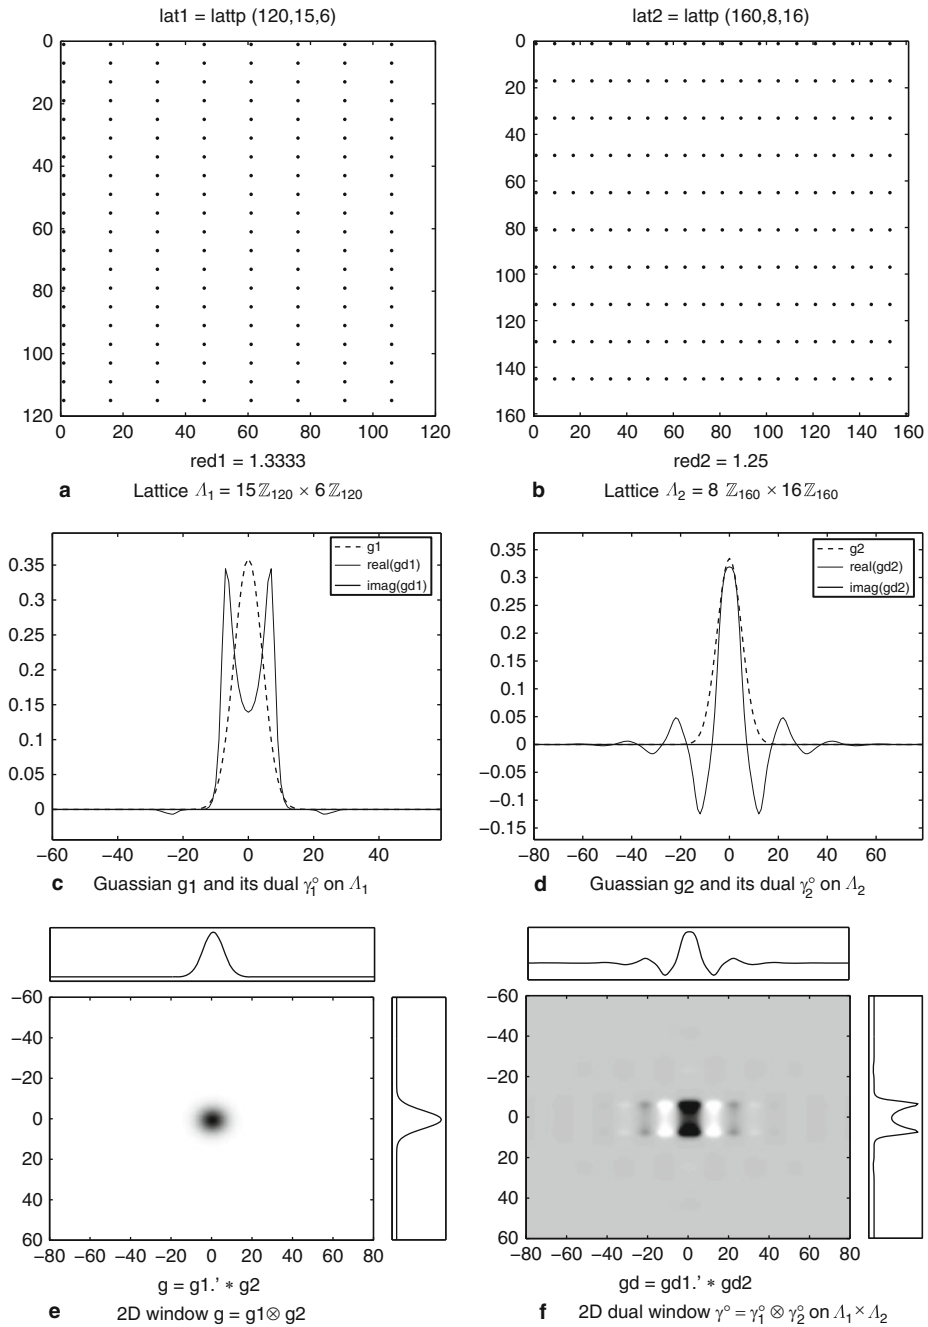 lat1 = lattp (120,15,6)
lat2 = lattp (160,8,16)
0
20
40
60
80
100
120
0 20 40 60 80 100 120
red1 = 1.3333
a Lattice Λ₁ = 15ℤ₁₂₀ × 6ℤ₁₂₀
0
20
40
60
80
100
120
140
160
0 20 40 60 80 100 120 140 160
red2 = 1.25
b Lattice Λ₂ = 8 ℤ₁₆₀ × 16ℤ₁₆₀
0.35
0.3
0.25
0.2
0.15
0.1
0.05
0
g1
real(gd1)
imag(gd1)
−60 −40 −20 0 20 40
c Guassian g1 and its dual γ₁° on Λ₁
0.35
0.3
0.25
0.2
0.15
0.1
0.05
0
−0.05
−0.1
−0.15
g2
real(gd2)
imag(gd2)
−60 −40 −20 0 20 40 60
d Guassian g2 and its dual γ₂° on Λ₂
−60
−40
−20
0
20
40
60
−80 −60 −40 −20 0 20 40 60 80
g = g1.' * g2
e 2D window g = g1⊗ g2
−60
−40
−20
0
20
40
60
−80 −60 −40 −20 0 20 40 60 80
gd = gd1.' * gd2
f 2D dual window γ° = γ₁° ⊗ γ₂° on Λ₁ × Λ₂